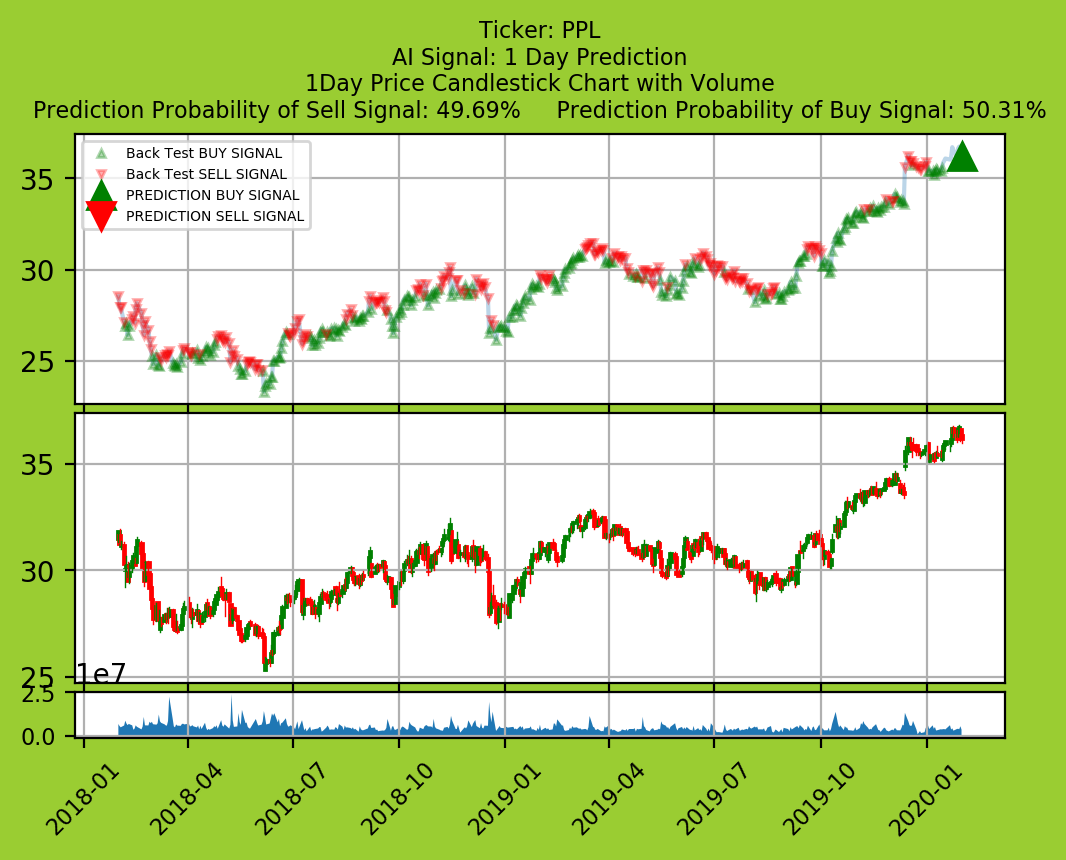 Ticker: PPL
AI Signal: 1 Day Prediction
1Day Price Candlestick Chart with Volume
Prediction Probability of Sell Signal: 49.69%     Prediction Probability of Buy Signal: 50.31%
Back Test BUY SIGNAL
Back Test SELL SIGNAL
PREDICTION BUY SIGNAL
PREDICTION SELL SIGNAL
35
30
25
35
30
25
1e7
2.5
0.0
2018-01
2018-04
2018-07
2018-10
2019-01
2019-04
2019-07
2019-10
2020-01